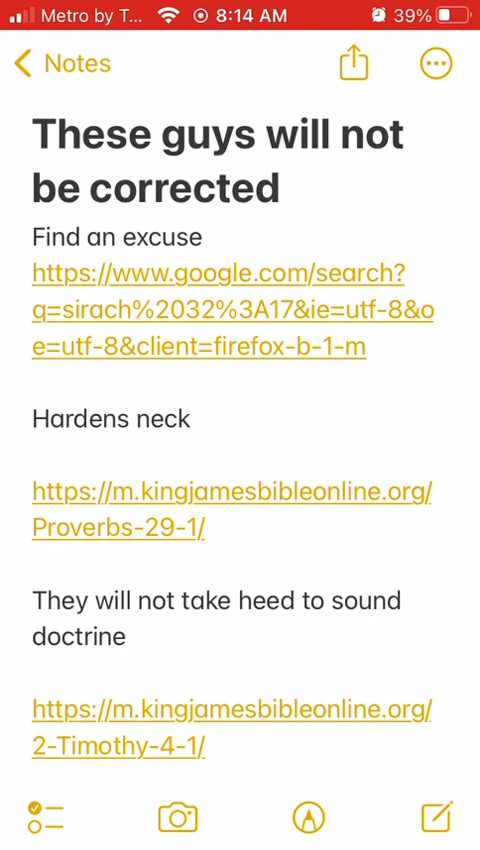 Metro by T... 8:14 AM 39%
Notes
These guys will not
be corrected
Find an excuse
https://www.google.com/search?
q=sirach%2032%3A17&ie=utf-8&o
e=utf-8&client=firefox-b-1-m
Hardens neck
https://m.kingjamesbibleonline.org/
Proverbs-29-1/
They will not take heed to sound
doctrine
https://m.kingjamesbibleonline.org/
2-Timothy-4-1/